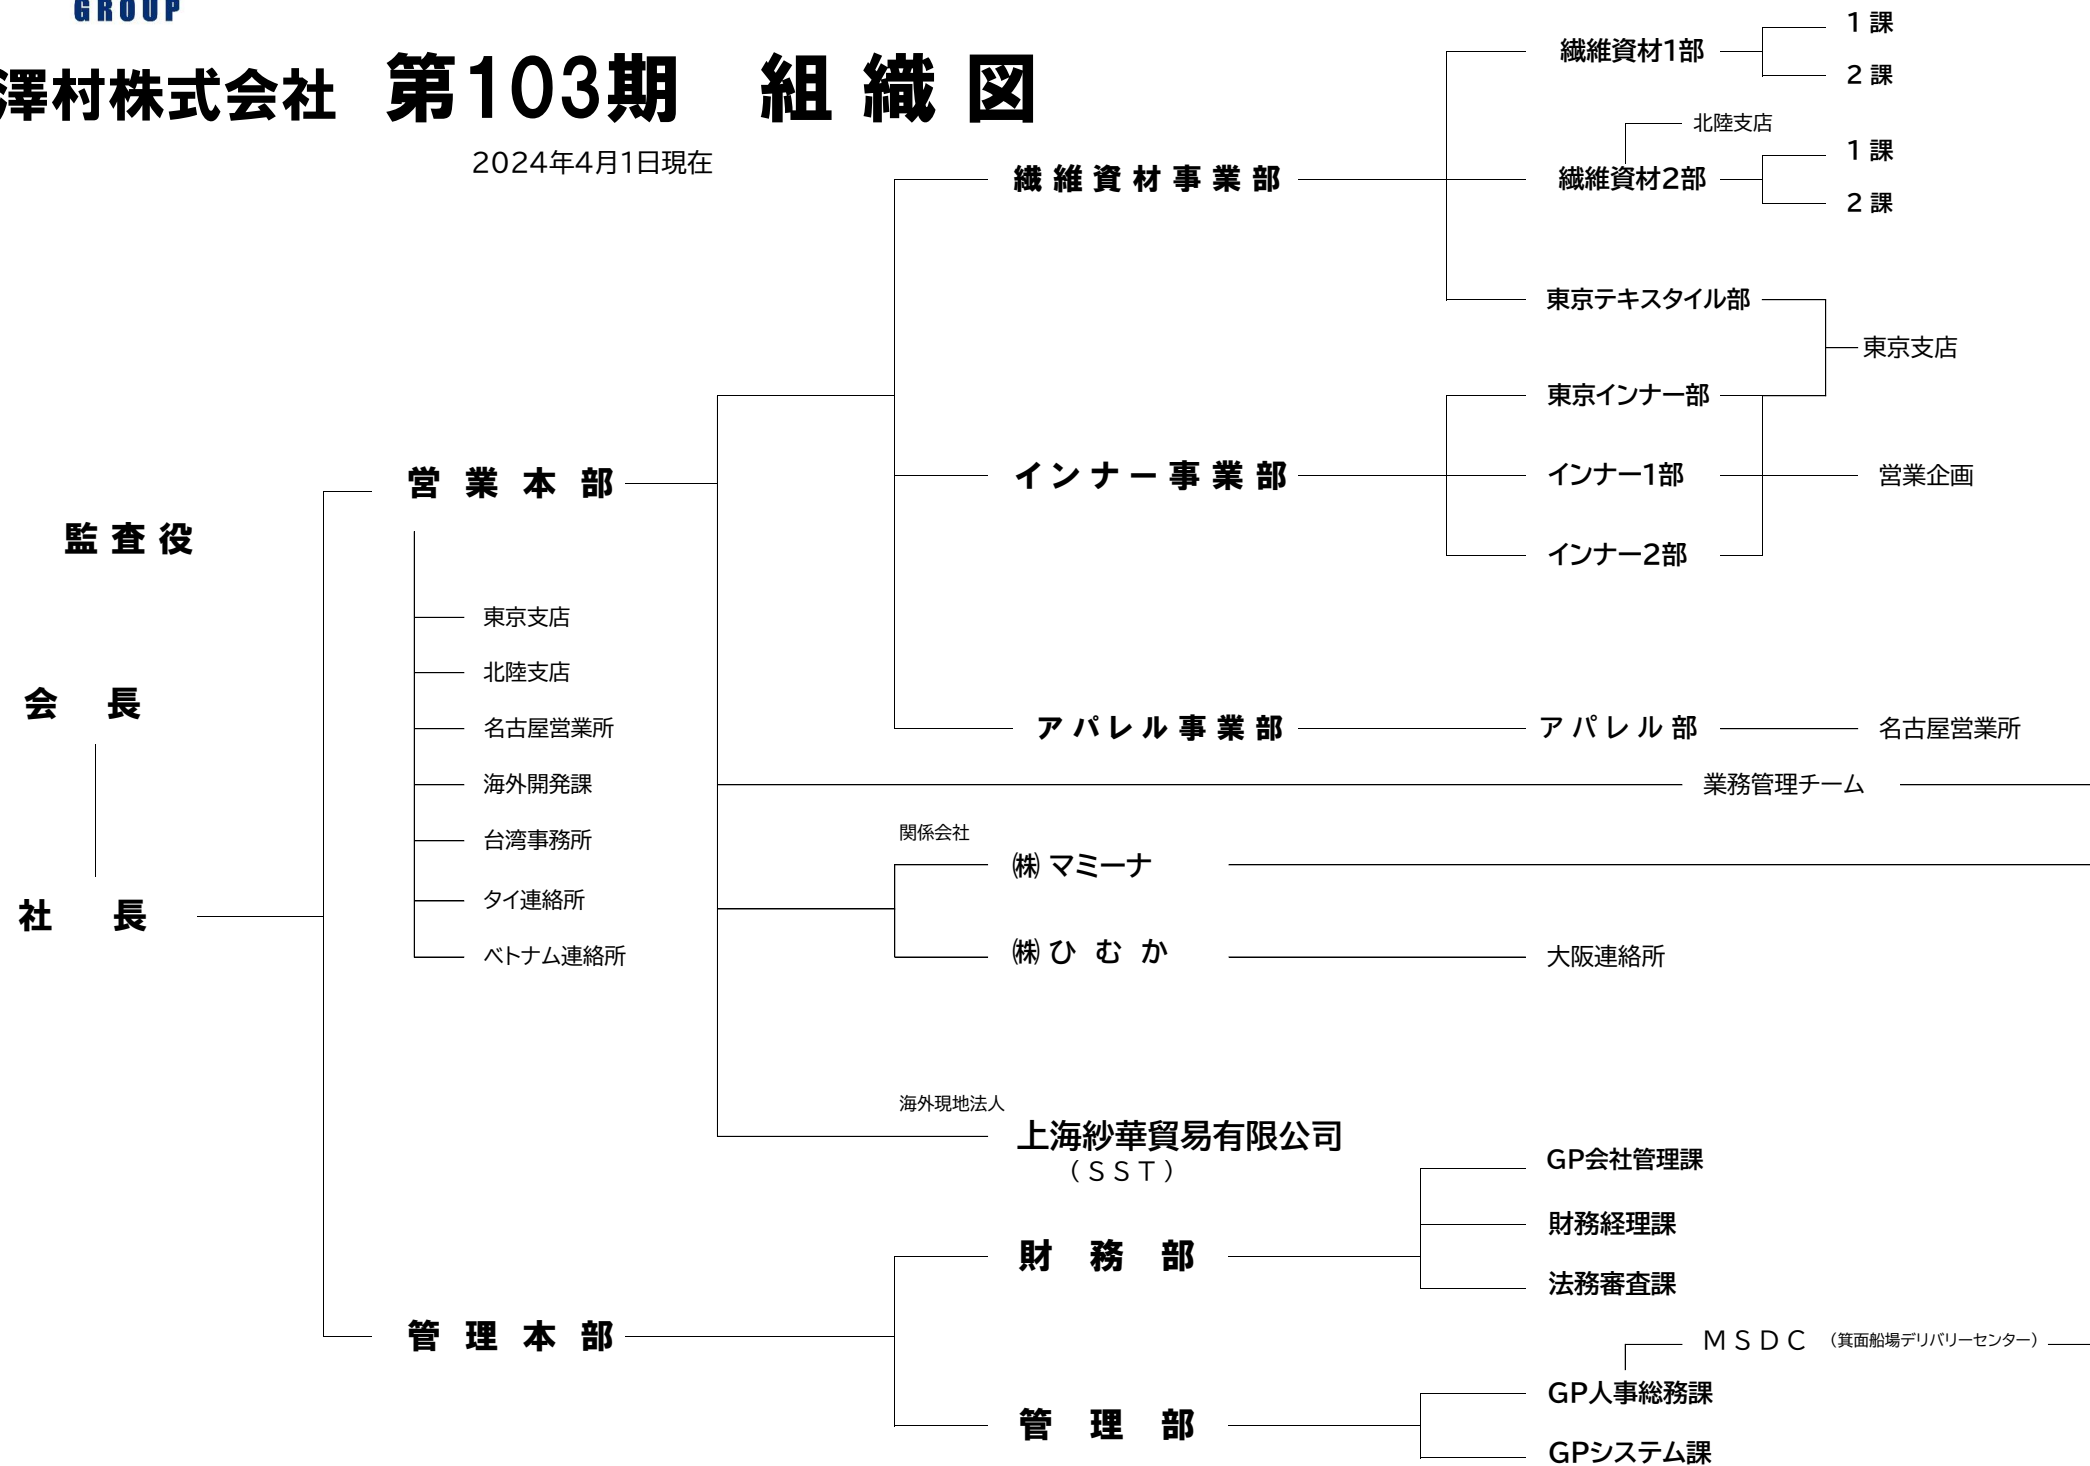 GROUP
澤村株式会社 第103期 組織図
2024年4月1日現在
繊維資材1部
1課
2課
北陸支店
繊維資材事業部
繊維資材2部
1課
2課
東京テキスタイル部
東京支店
東京インナー部
インナー事業部
インナー1部
営業企画
インナー2部
アパレル事業部
アパレル部
名古屋営業所
業務管理チーム
営業本部
東京支店
北陸支店
名古屋営業所
海外開発課
台湾事務所
タイ連絡所
ベトナム連絡所
監査役
会長
社長
関係会社
㈱マミーナ
㈱ひむか
大阪連絡所
海外現地法人
上海紗華貿易有限公司
(SST)
管理本部
財務部
GP会社管理課
財務経理課
法務審査課
MSDC (箕面船場デリバリーセンター)
管理部
GP人事総務課
GPシステム課